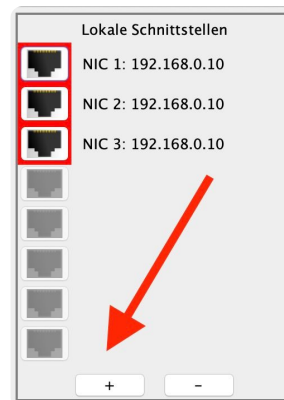 Lokale Schnittstellen
NIC 1: 192.168.0.10
NIC 2: 192.168.0.10
NIC 3: 192.168.0.10
+ -